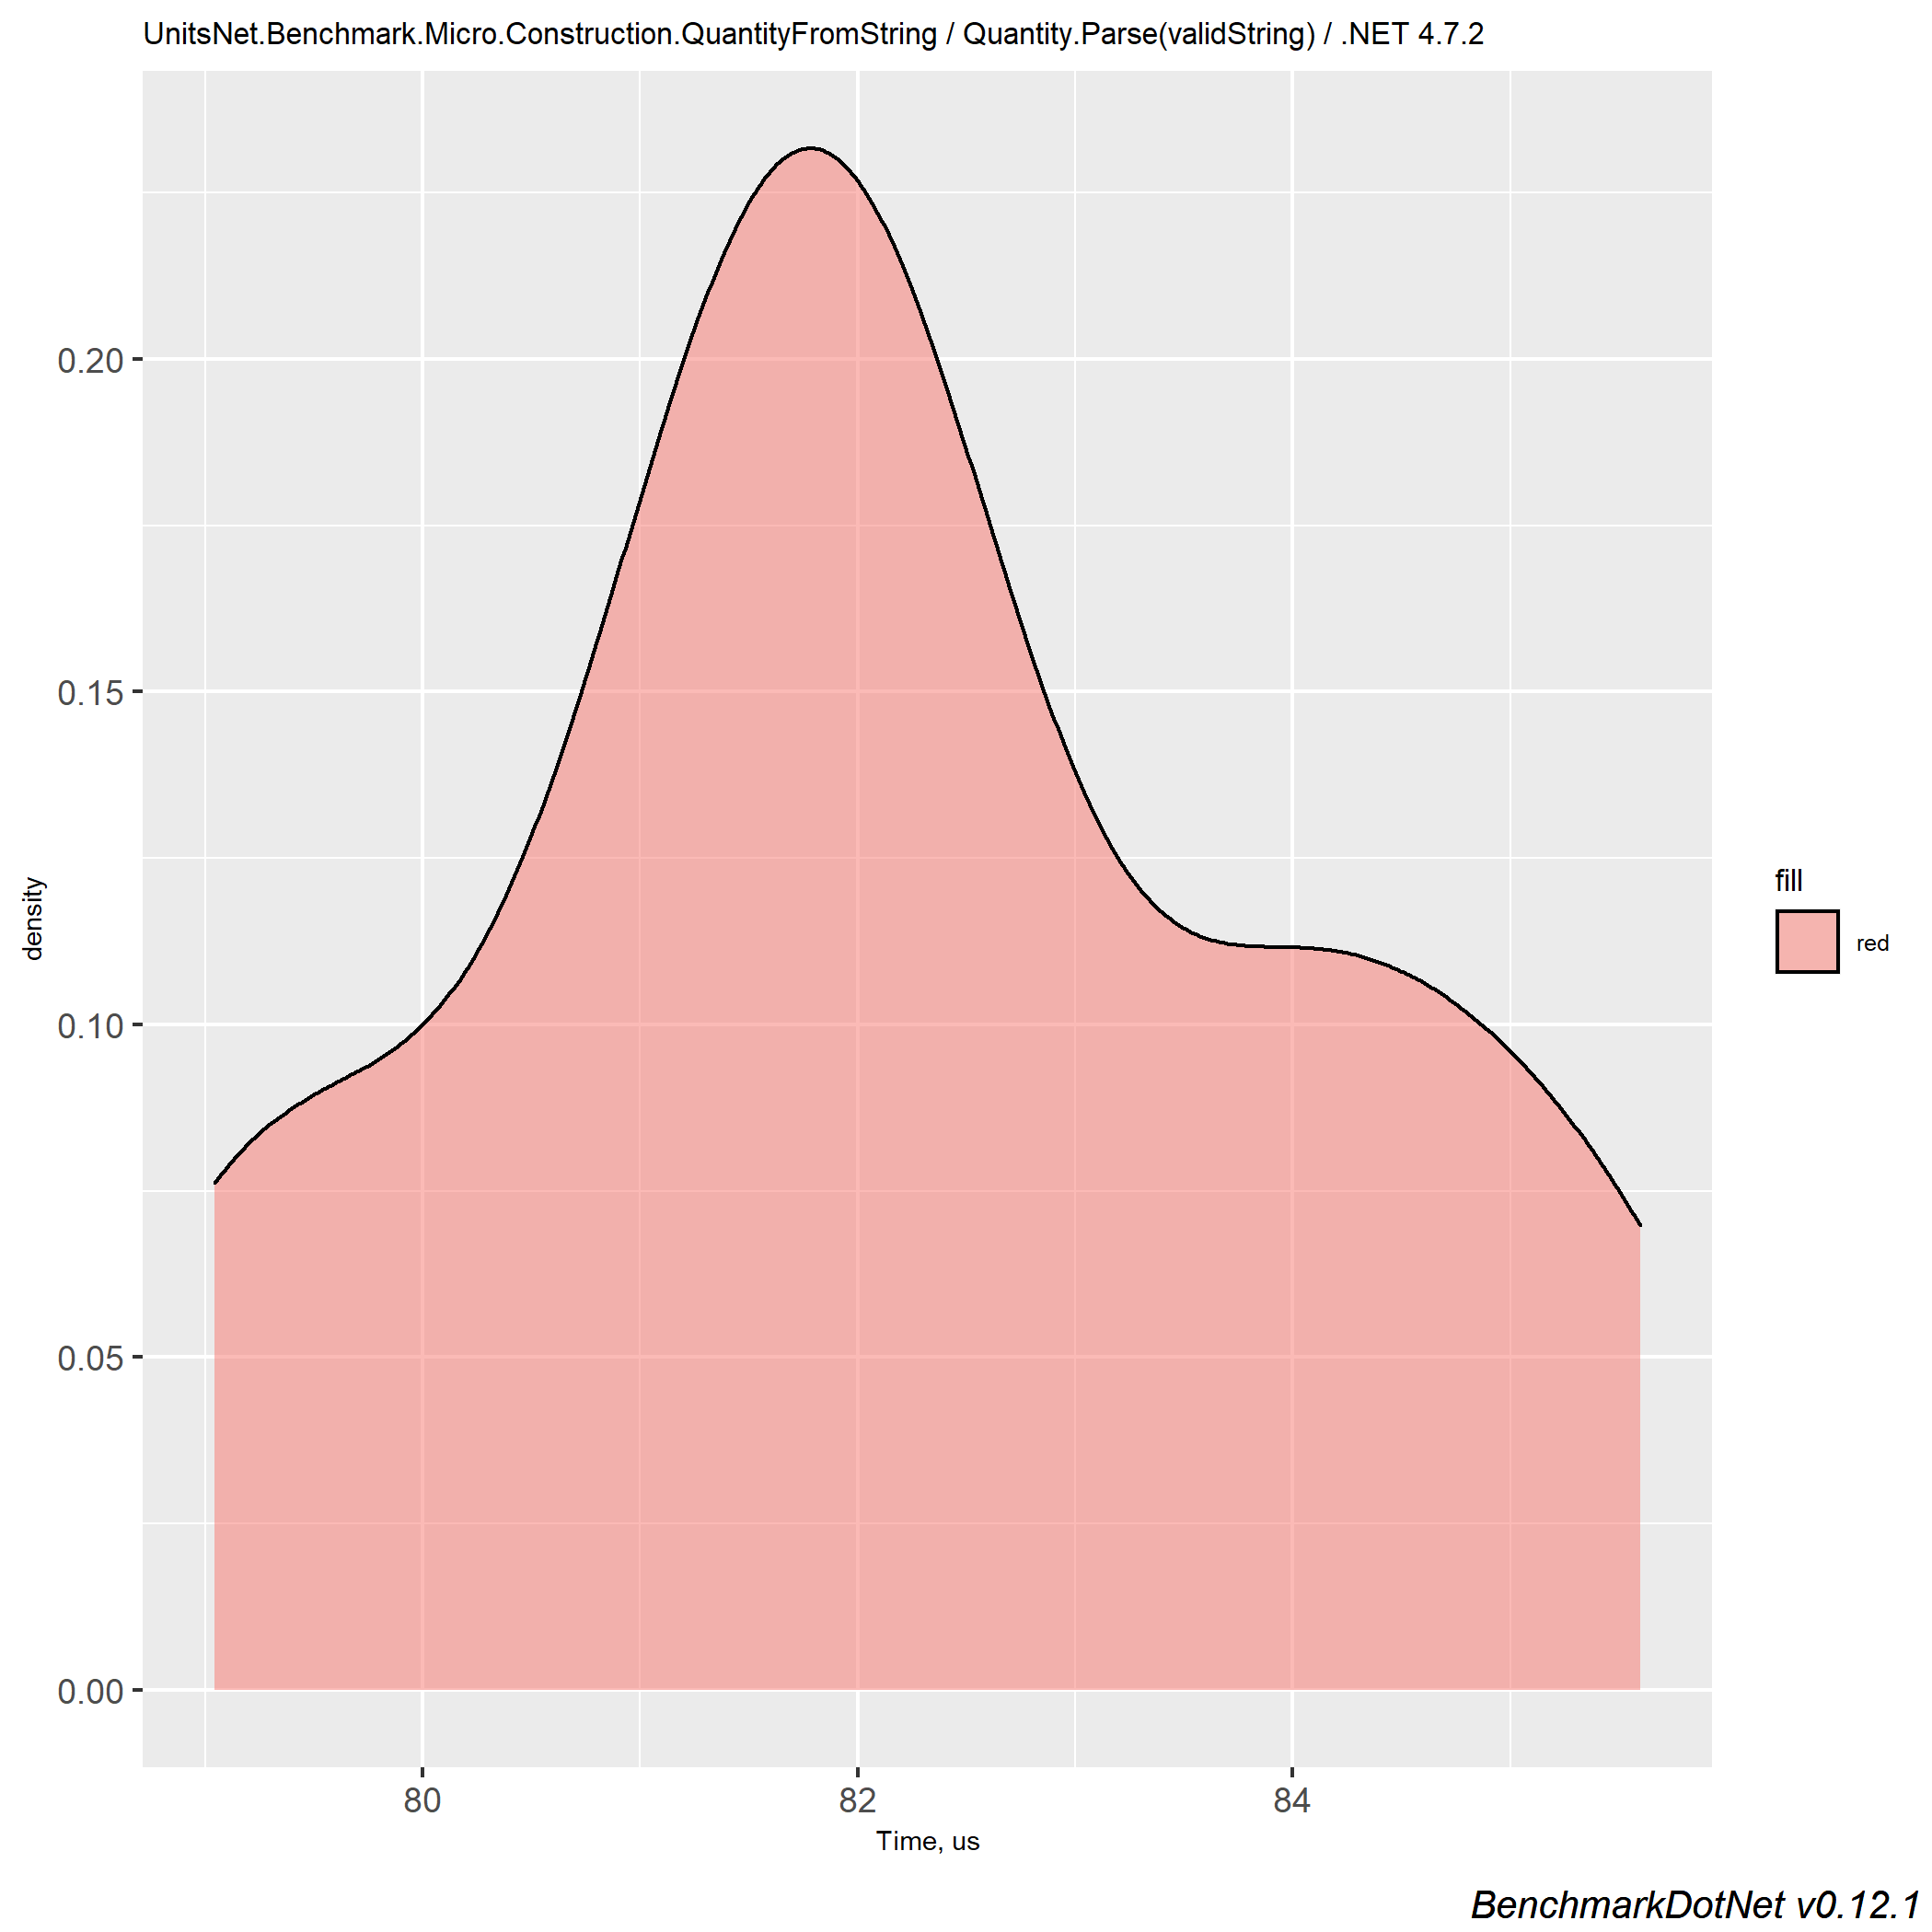 UnitsNet.Benchmark.Micro.Construction.QuantityFromString / Quantity.Parse(validString) / .NET 4.7.2
density
0.20
0.15
0.10
0.05
0.00
80 82 84
Time, us
fill
red
BenchmarkDotNet v0.12.1